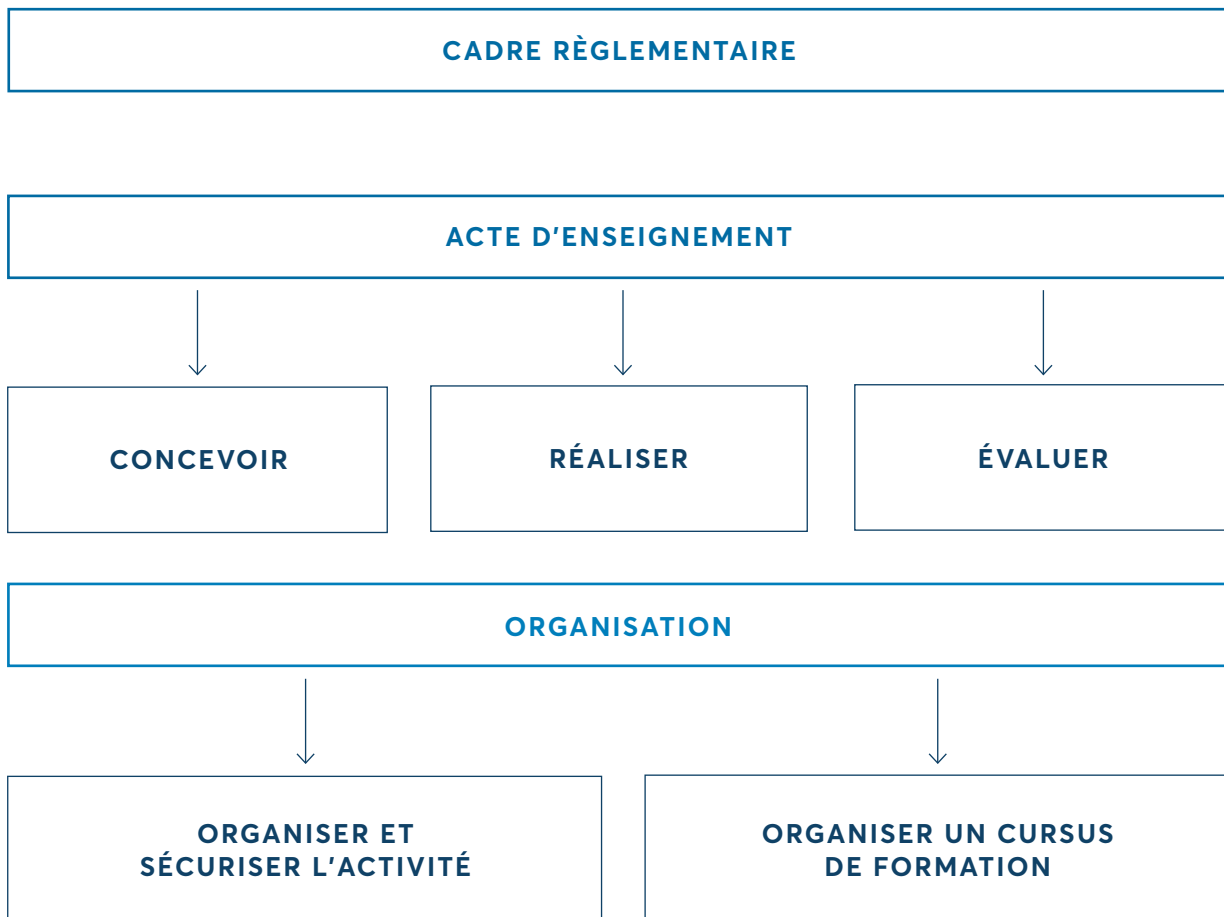 CADRE RÈGLEMENTAIRE
ACTE D'ENSEIGNEMENT
CONCEVOIR
RÉALISER
ÉVALUER
ORGANISATION
ORGANISER ET
SÉCURISER L'ACTIVITÉ
ORGANISER UN CURSUS
DE FORMATION